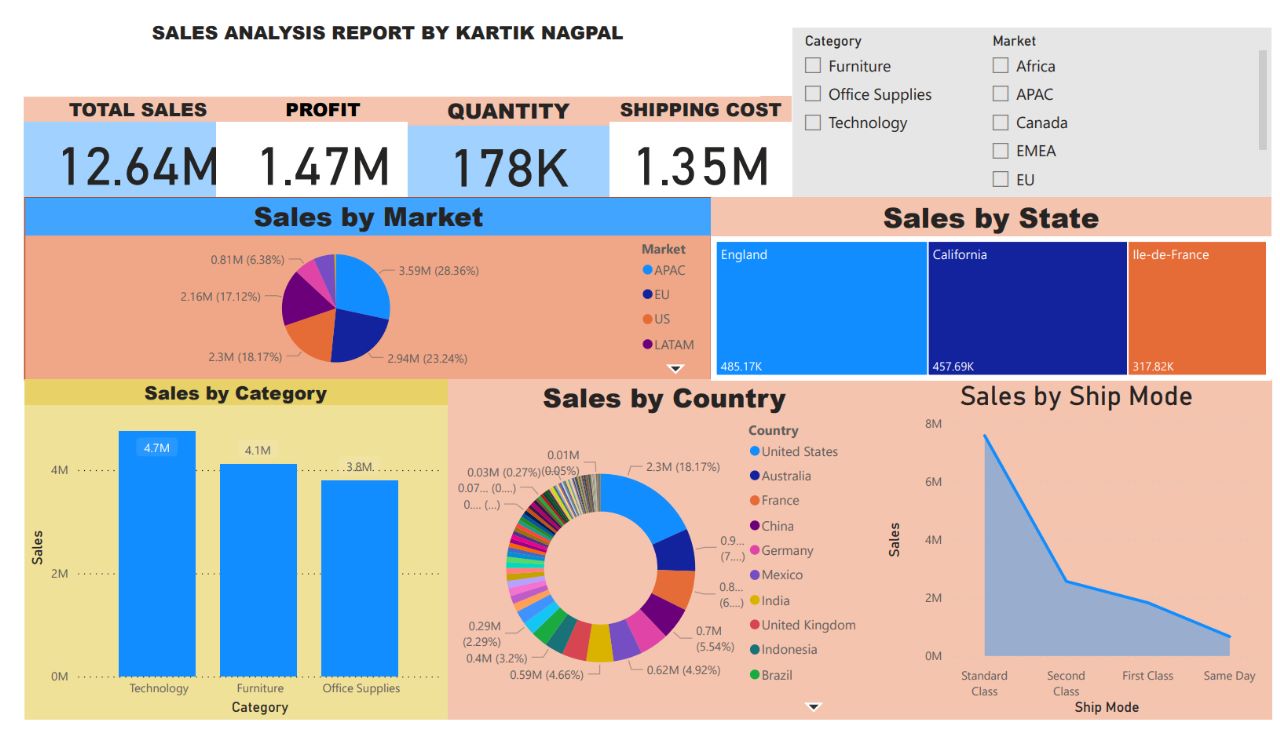 SALES ANALYSIS REPORT BY KARTIK NAGPAL
Category
Furniture
Office Supplies
Technology
Market
Africa
APAC
Canada
EMEA
EU
TOTAL SALES
12.64M
PROFIT
1.47M
QUANTITY
178K
SHIPPING COST
1.35M
Sales by Market
0.81M (6.38%)
3.59M (28.36%)
2.16M (17.12%)
2.3M (18.17%)
2.94M (23.24%)
Market
APAC
EU
US
LATAM
Sales by State
England
485.17K
California
457.69K
Ile-de-France
317.82K
Sales by Category
4.7M
4.1M
3.8M
4M
2M
0M
Sales
Technology
Furniture
Office Supplies
Category
Sales by Country
0.01M
(0.05%)
0.03M (0.27%)
0.07... (0....)
0.... (...)
2.3M (18.17%)
0.9...
(7....)
0.8...
(6....)
0.7M
(5.54%)
0.62M (4.92%)
0.59M (4.66%)
0.4M (3.2%)
0.29M
(2.29%)
Country
United States
Australia
France
China
Germany
Mexico
India
United Kingdom
Indonesia
Brazil
Sales by Ship Mode
8M
6M
4M
2M
0M
Sales
Standard
Class
Second
Class
First Class
Same Day
Ship Mode